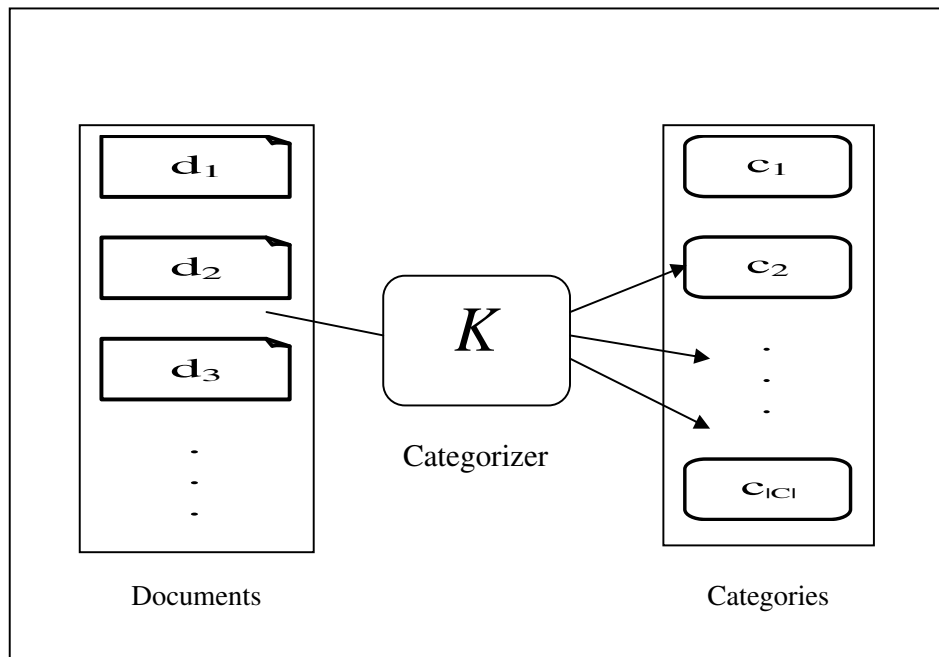 d₁
d₂
d₃
.
.
.
Documents
K
Categorizer
c₁
c₂
.
.
.
c|C|
Categories